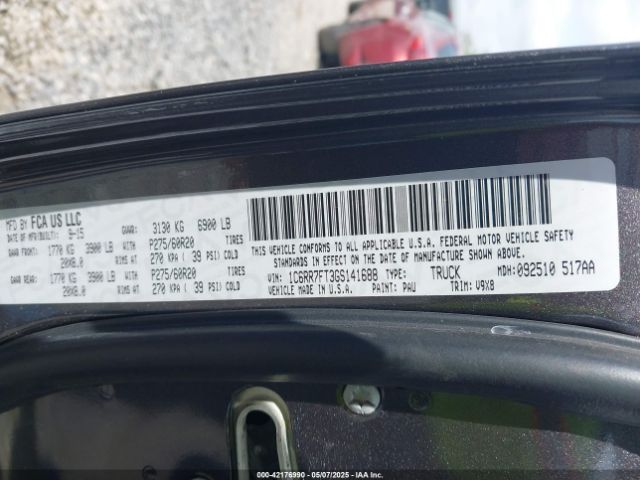 MFD BY FCA US LLC
DATE OF MFR(BUILT): 9-15 GVWR: 3130 KG 6900 LB
GAWR FRONT: 1770 KG 3900 LB WITH P275/60R20 TIRES
20X8.0 RIMS AT 270 KPA ( 39 PSI) COLD
GAWR REAR: 1770 KG 3900 LB WITH P275/60R20 TIRES
20X8.0 RIMS AT 270 KPA ( 39 PSI) COLD
THIS VEHICLE CONFORMS TO ALL APPLICABLE U.S.A. FEDERAL MOTOR VEHICLE SAFETY
STANDARDS IN EFFECT ON THE DATE OF MANUFACTURE SHOWN ABOVE.
VIN: 1C6RR7FT3GS141688 TYPE: TRUCK MDH: 092510 517AA
VEHICLE MADE IN U.S.A. PAINT: PAU TRIM: V9X8
000-42176990 05/07/2025 IAAI.COM